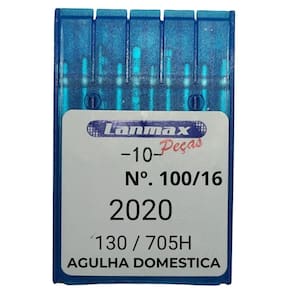 Lanmax
Peças
-10-
Nº. 100/16
2020
130 / 705H
AGULHA DOMESTICA